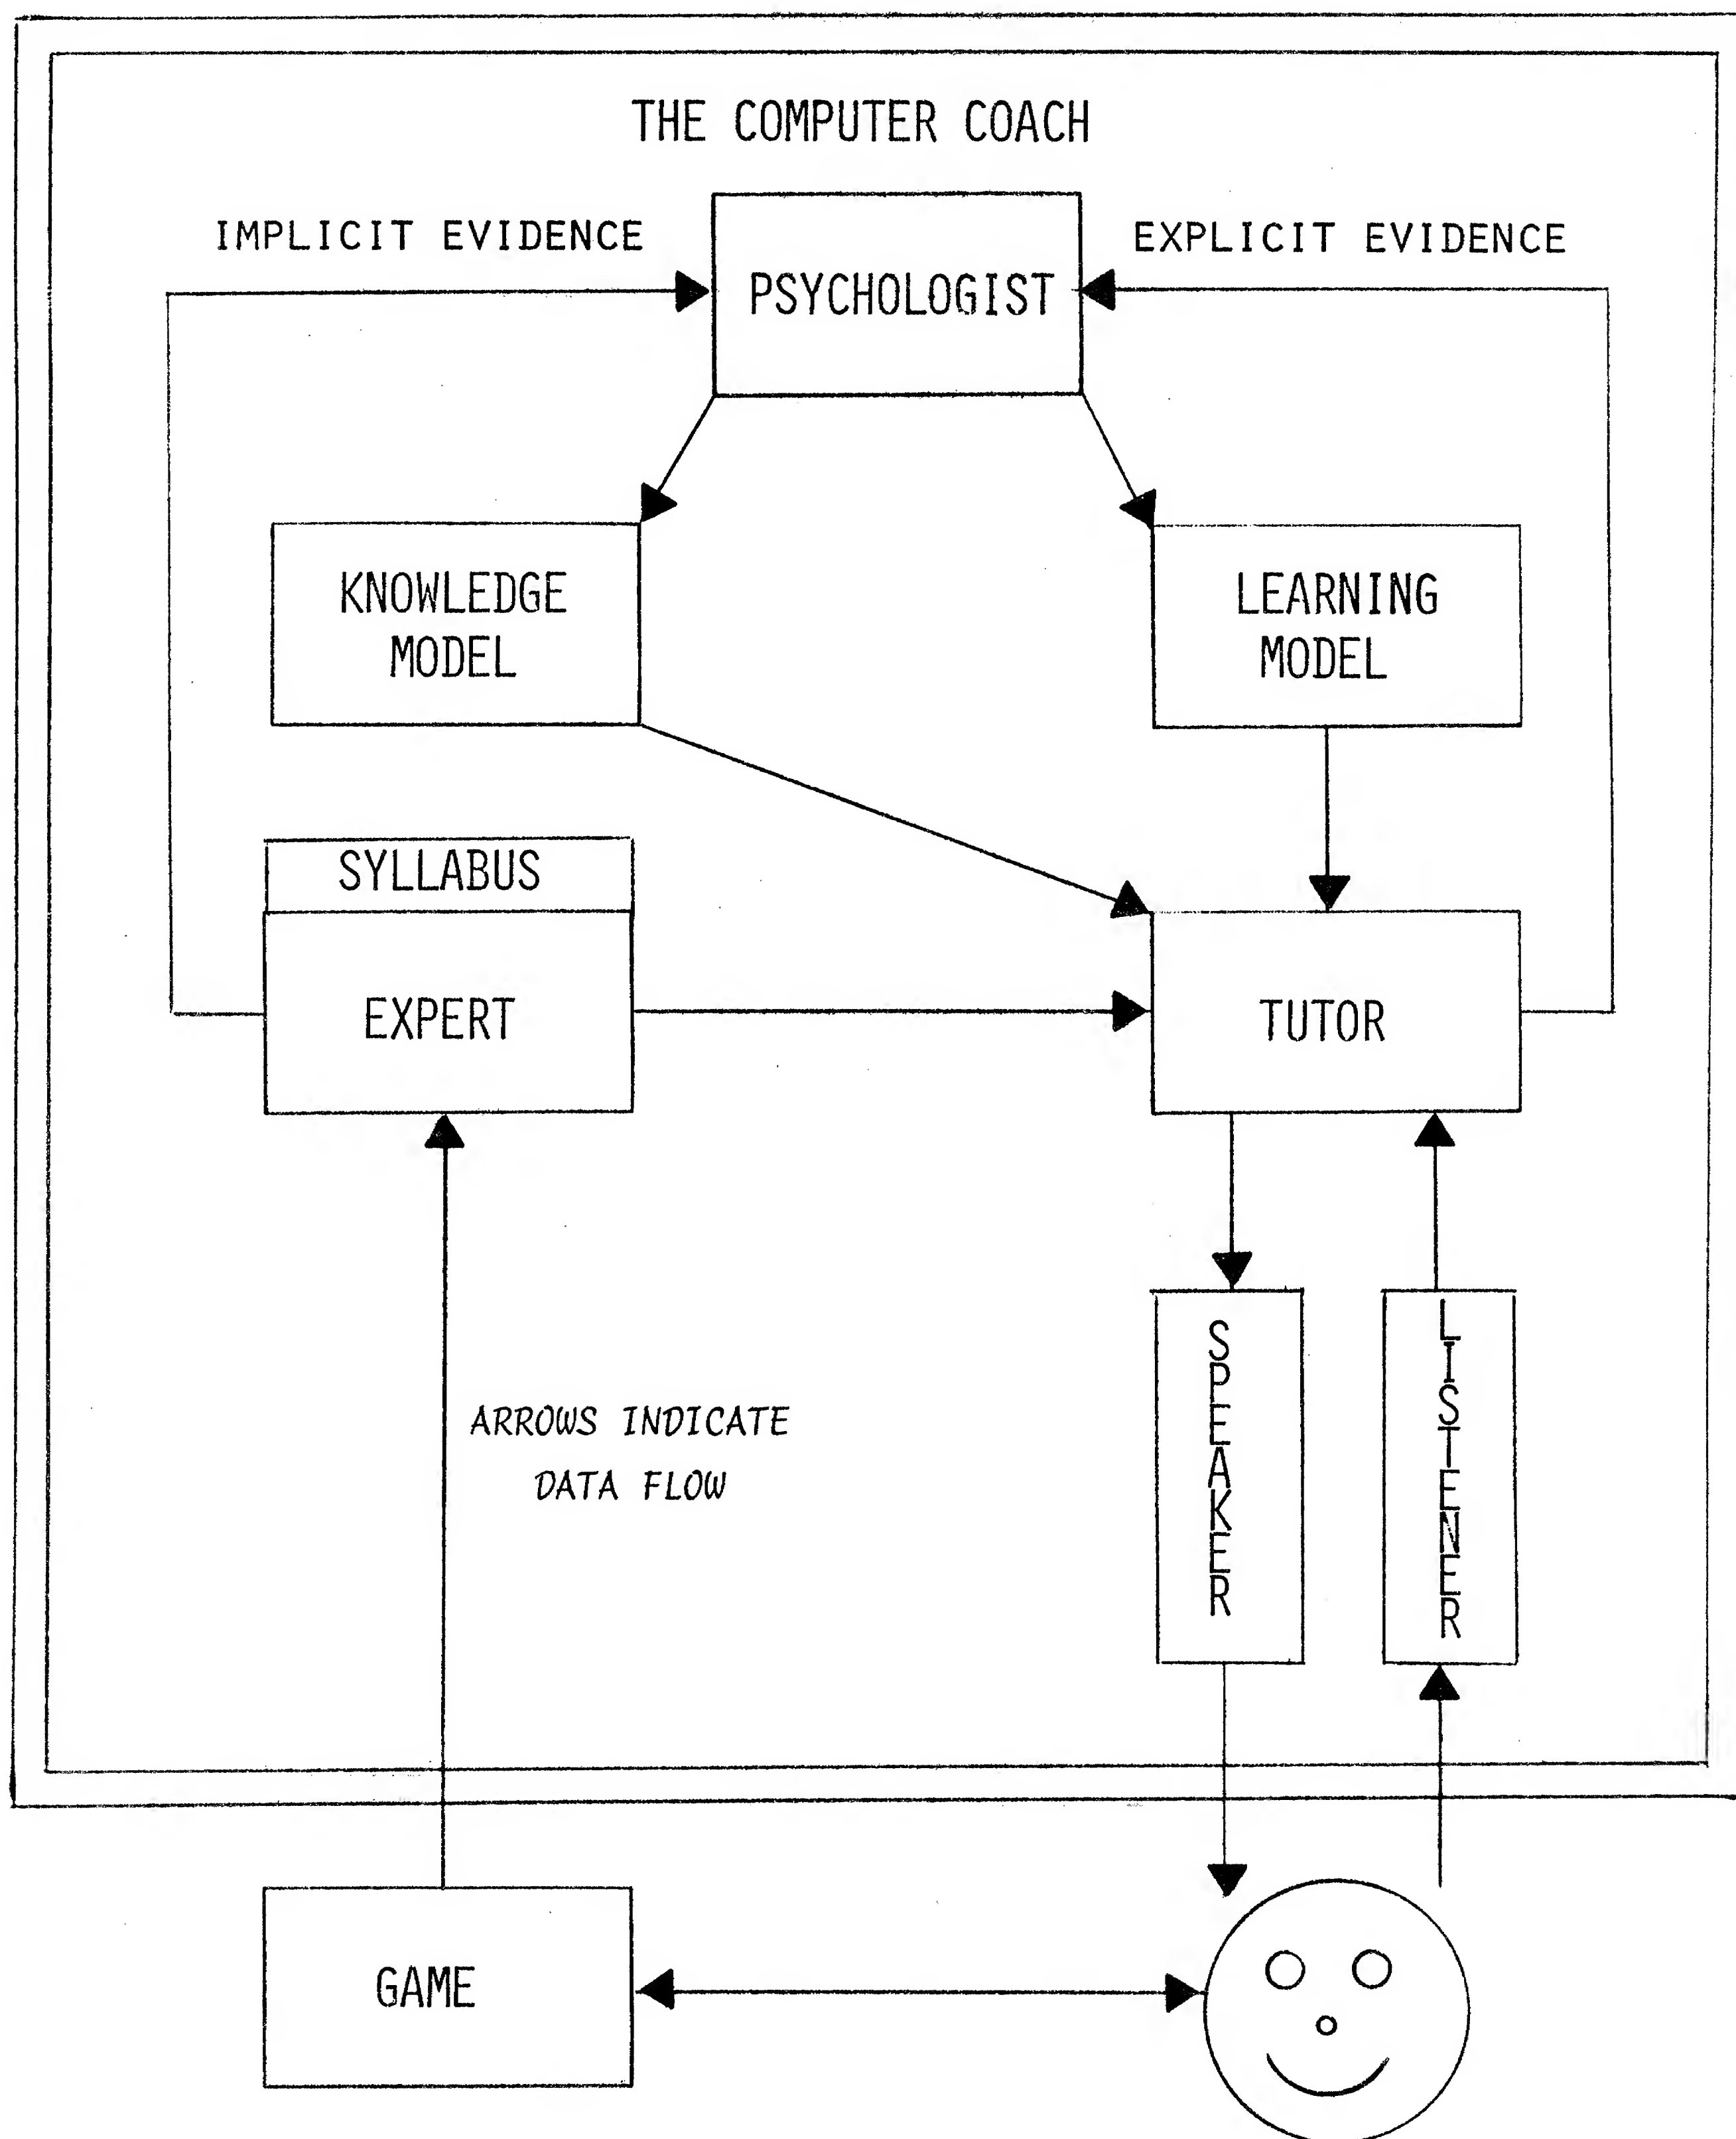 THE COMPUTER COACH
IMPLICIT EVIDENCE
EXPLICIT EVIDENCE
PSYCHOLOGIST
KNOWLEDGE
MODEL
LEARNING
MODEL
SYLLABUS
EXPERT
TUTOR
SPEAKER
LISTENER
ARROWS INDICATE
DATA FLOW
GAME